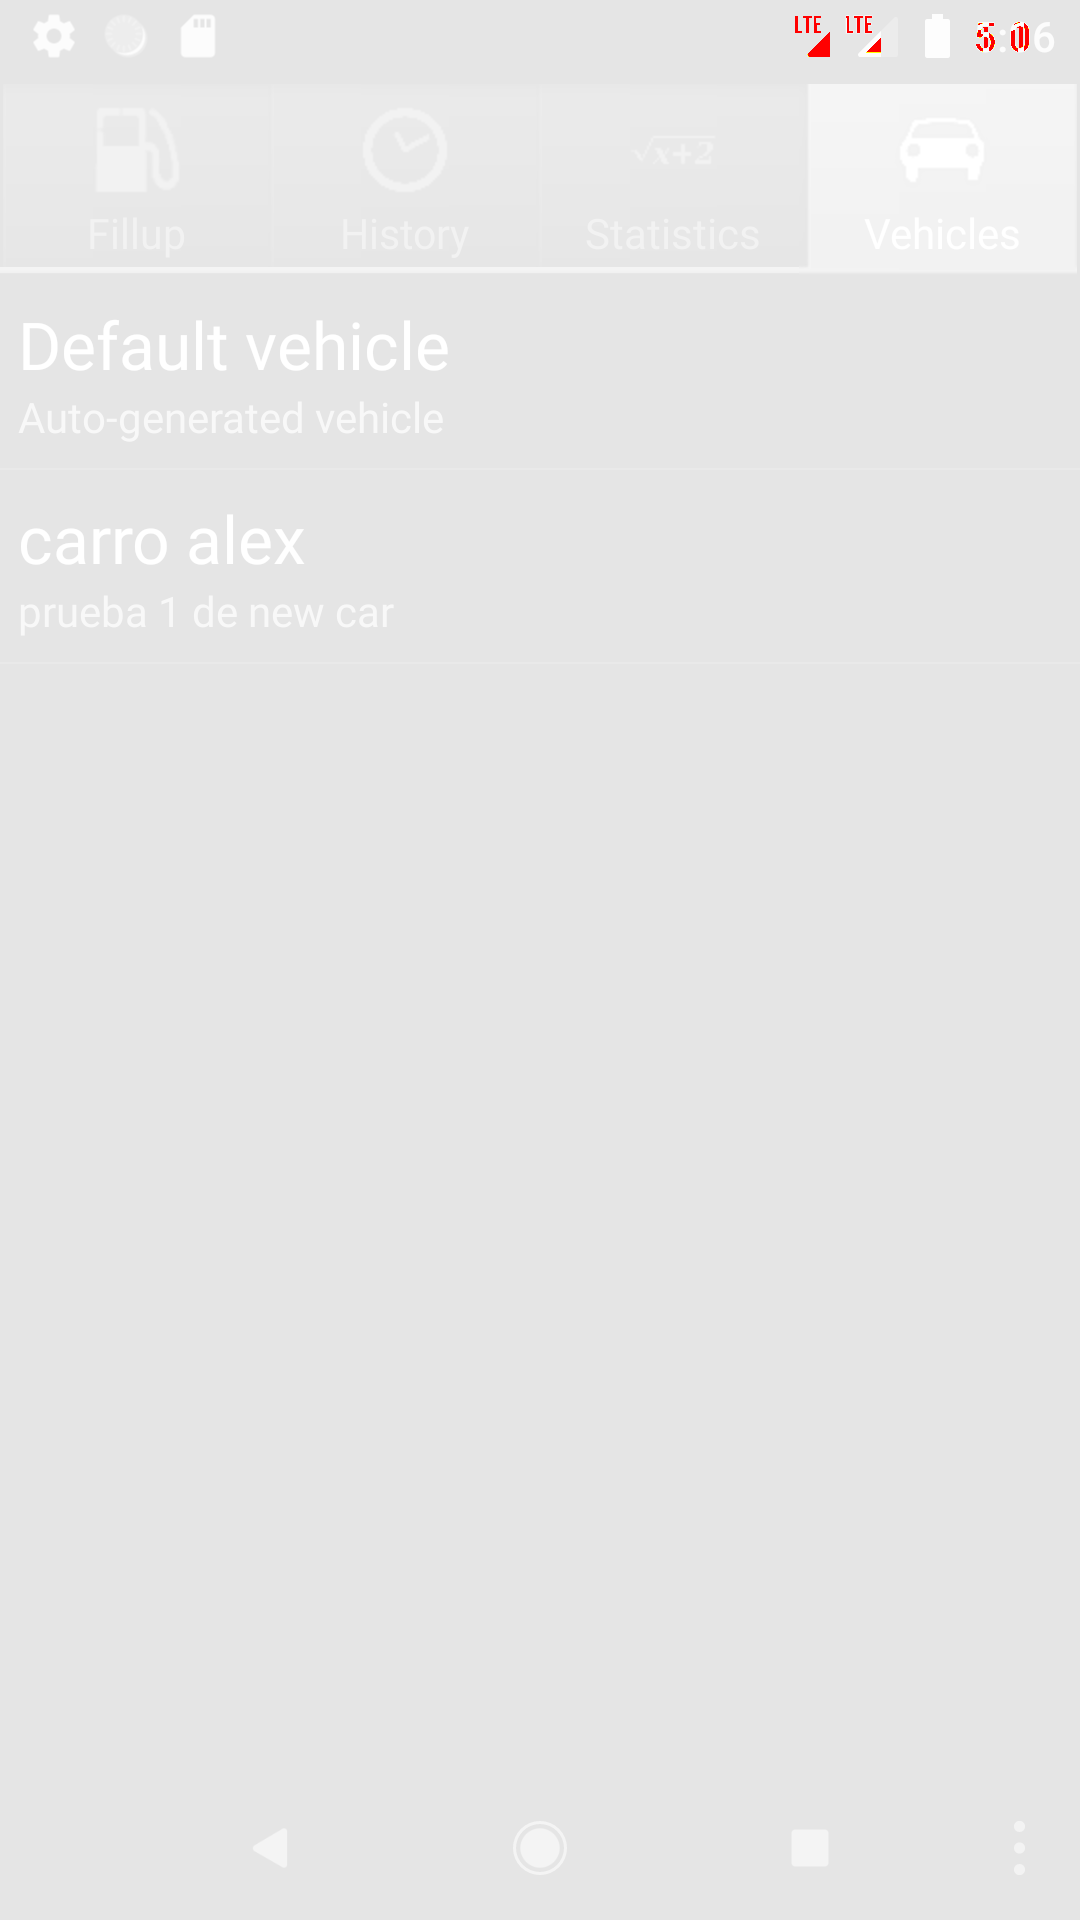 LTE LTE 5:06
Fillup History √x+2 Statistics Vehicles
Default vehicle
Auto-generated vehicle
carro alex
prueba 1 de new car